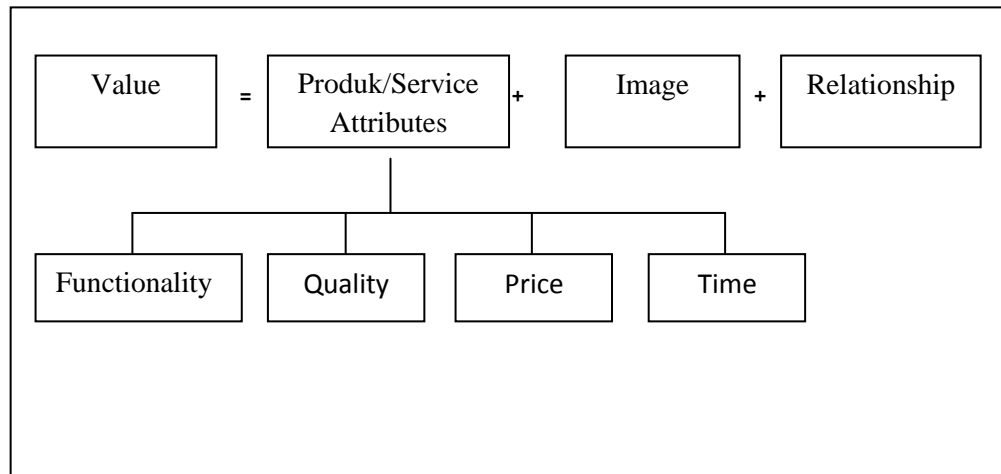 Value = Produk/Service + Image + Relationship
Attributes
Functionality Quality Price Time